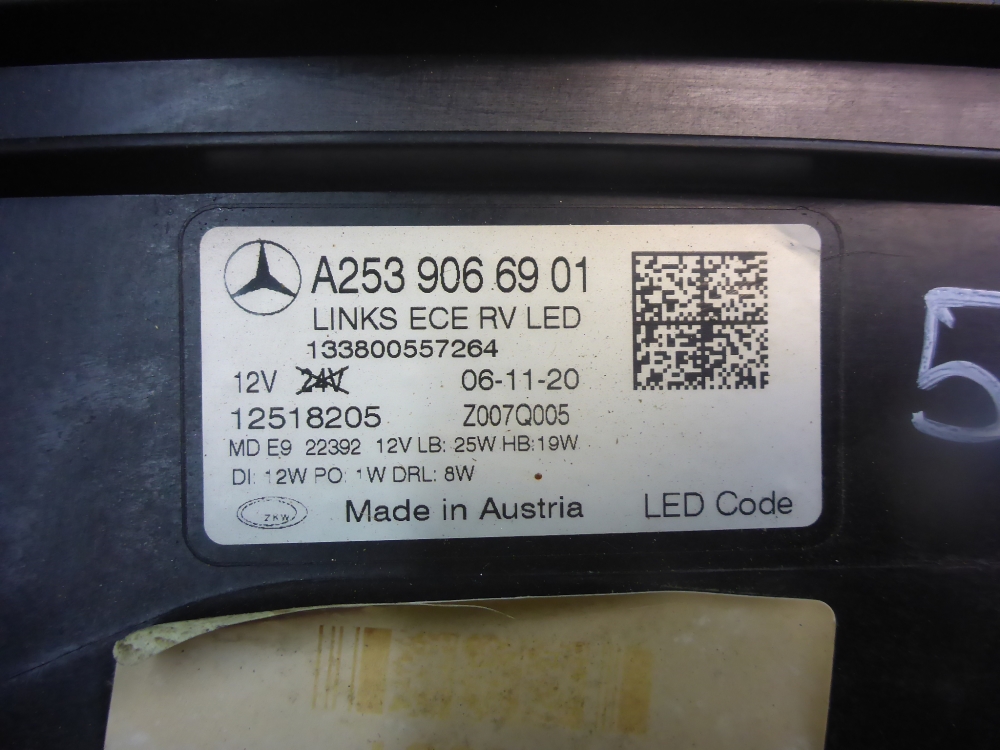 A253 906 69 01
LINKS ECE RV LED
133800557264
12V 24V 06-11-20
12518205 Z007Q005
MD E9 22392 12V LB: 25W HB:19W
DI: 12W PO: 1W DRL: 8W
ZKW Made in Austria LED Code
5